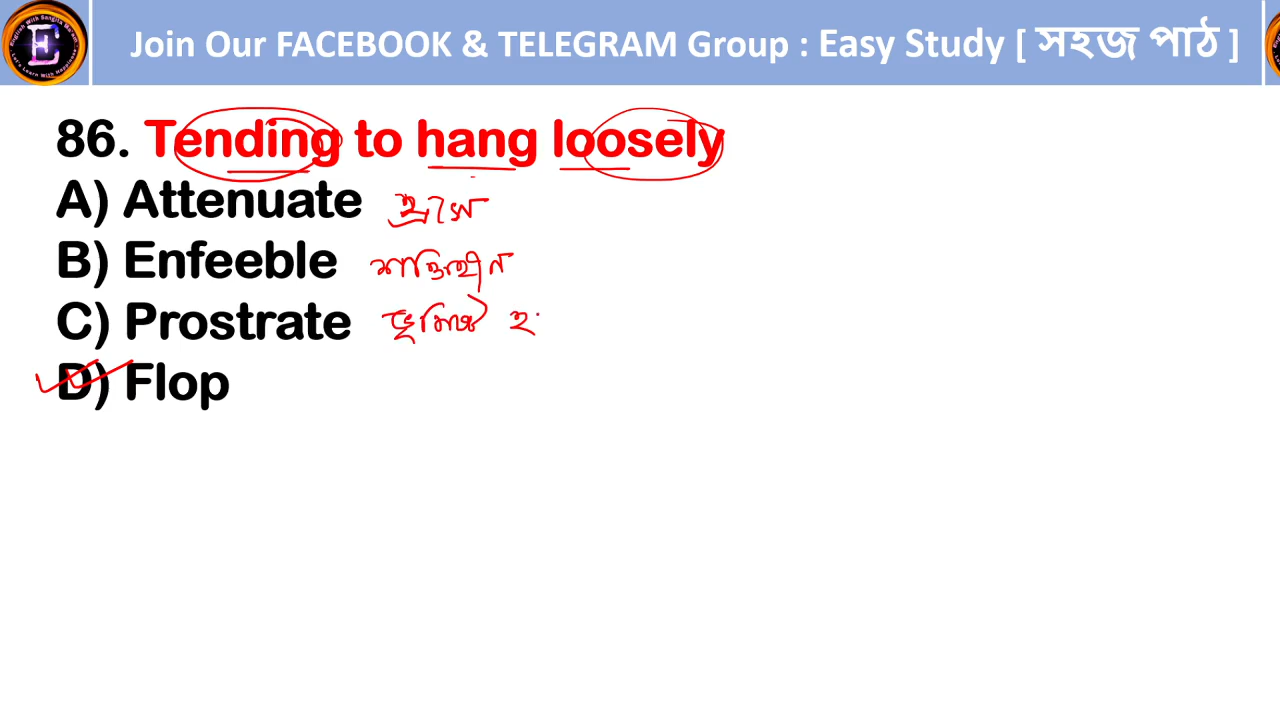 Join Our FACEBOOK & TELEGRAM Group : Easy Study [ সহজ পাঠ ]
86. Tending to hang loosely
A) Attenuate হ্রাস
B) Enfeeble শক্তিহীন
C) Prostrate
D) Flop